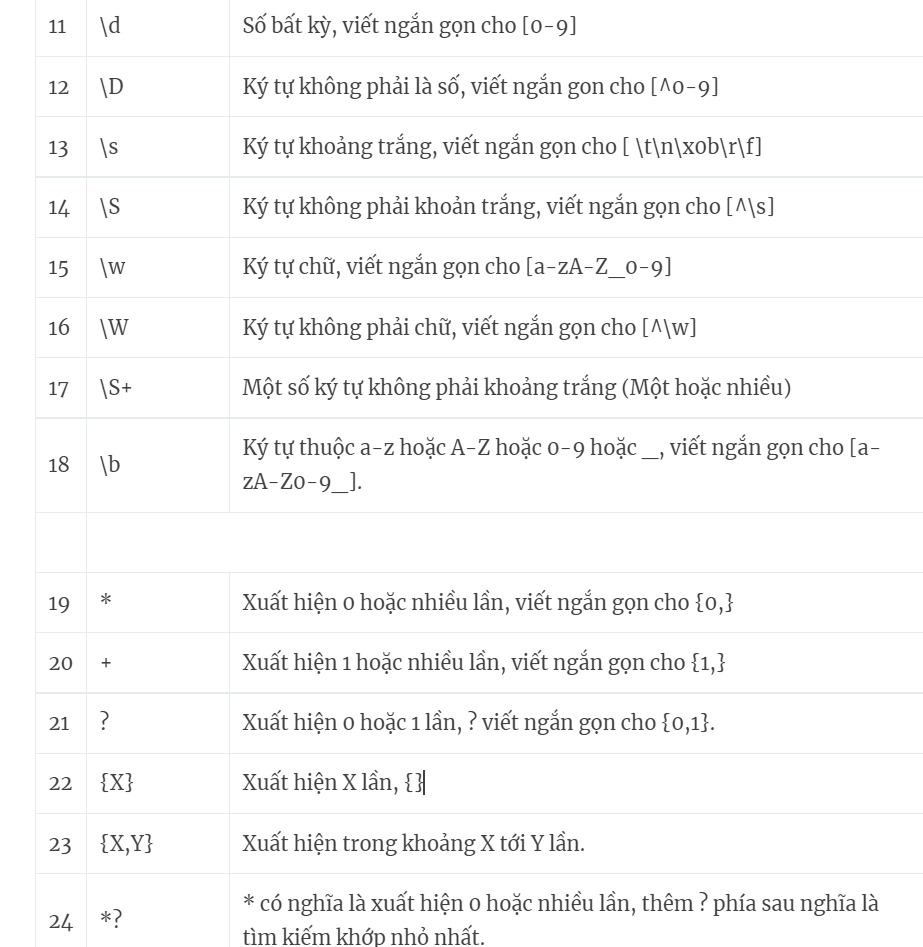 11 \d Số bất kỳ, viết ngắn gọn cho [0-9]
12 \D Ký tự không phải là số, viết ngắn gon cho [^0-9]
13 \s Ký tự khoảng trắng, viết ngắn gọn cho [ \t\n\x0b\r\f]
14 \S Ký tự không phải khoản trắng, viết ngắn gọn cho [^\s]
15 \w Ký tự chữ, viết ngắn gọn cho [a-zA-Z_0-9]
16 \W Ký tự không phải chữ, viết ngắn gọn cho [^\w]
17 \S+ Một số ký tự không phải khoảng trắng (Một hoặc nhiều)
18 \b Ký tự thuộc a-z hoặc A-Z hoặc 0-9 hoặc _, viết ngắn gọn cho [a-
zA-Z0-9_].
19 * Xuất hiện 0 hoặc nhiều lần, viết ngắn gọn cho {0,}
20 + Xuất hiện 1 hoặc nhiều lần, viết ngắn gọn cho {1,}
21 ? Xuất hiện 0 hoặc 1 lần, ? viết ngắn gọn cho {0,1}.
22 {X} Xuất hiện X lần, {}
23 {X,Y} Xuất hiện trong khoảng X tới Y lần.
24 *? * có nghĩa là xuất hiện 0 hoặc nhiều lần, thêm ? phía sau nghĩa là
tìm kiếm khớp nhỏ nhất.